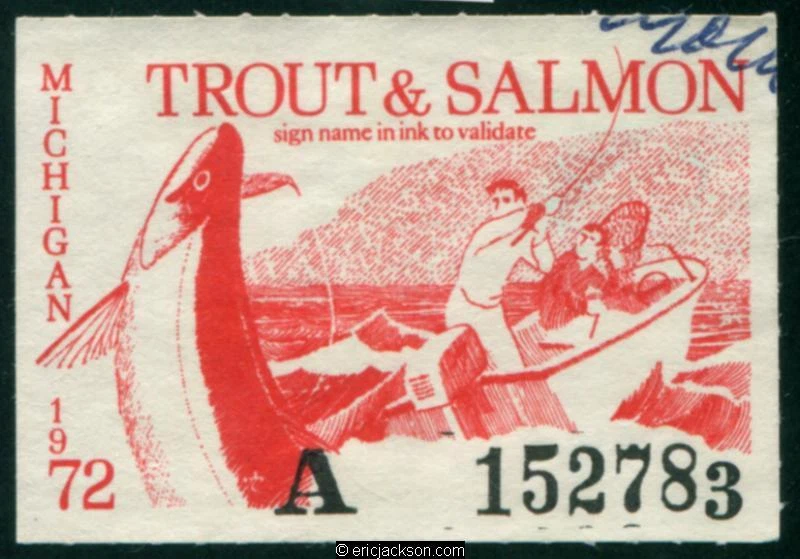 TROUT & SALMON
sign name in ink to validate
MICHIGAN
1972
A 152783
© ericjackson.com